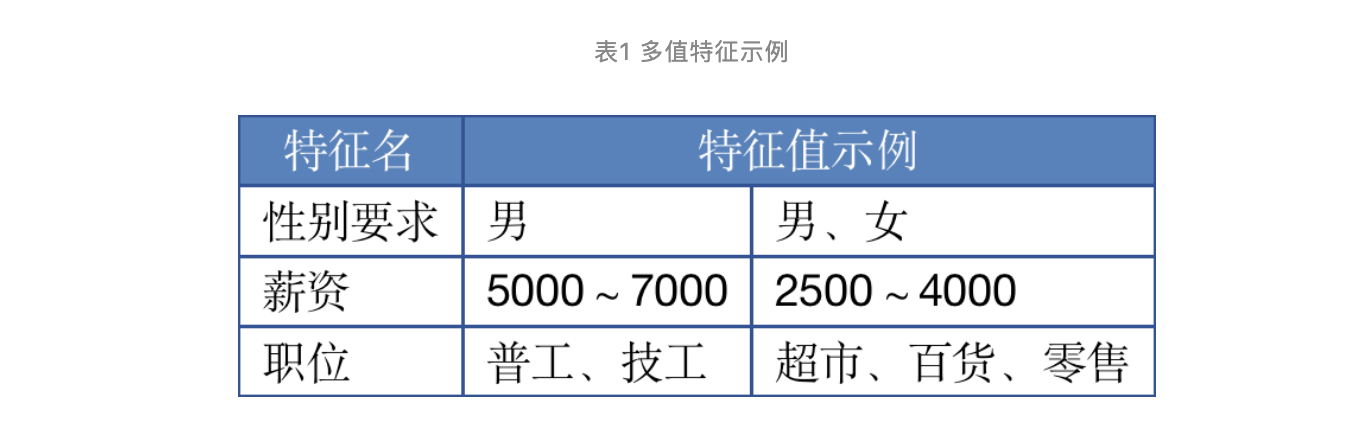 表1 多值特征示例
特征名 特征值示例
性别要求 男 男、女
薪资 5000 ~ 7000 2500 ~ 4000
职位 普工、技工 超市、百货、零售